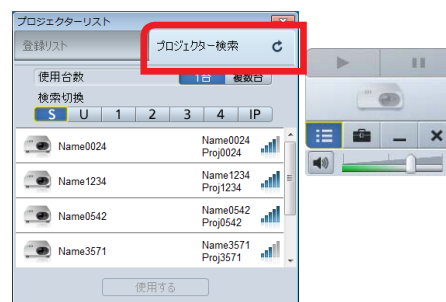 プロジェクターリスト
登録リスト プロジェクター検索
使用台数 1台 複数台
検索切換
S U 1 2 3 4 IP
Name0024 Name0024
Proj0024
Name1234 Name1234
Proj1234
Name0542 Name0542
Proj0542
Name3571 Name3571
Proj3571
使用する